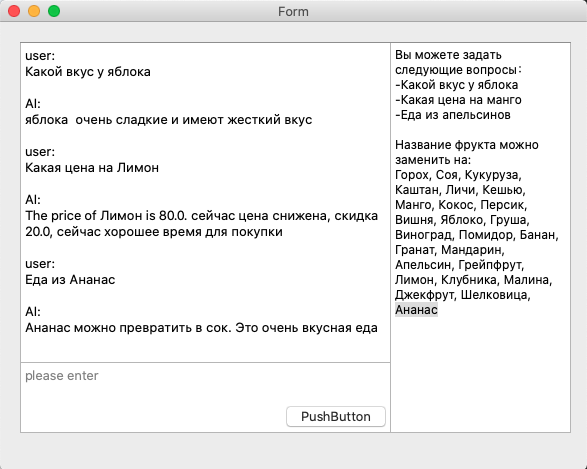 Form
user:
Какой вкус у яблока
AI:
яблока  очень сладкие и имеют жесткий вкус
user:
Какая цена на Лимон
AI:
The price of Лимон is 80.0. сейчас цена снижена, скидка
20.0, сейчас хорошее время для покупки
user:
Еда из Ананас
AI:
Ананас можно превратить в сок. Это очень вкусная еда
please enter
PushButton
Вы можете задать
следующие вопросы:
-Какой вкус у яблока
-Какая цена на манго
-Еда из апельсинов
Название фрукта можно
заменить на:
Горох, Соя, Кукуруза,
Каштан, Личи, Кешью,
Манго, Кокос, Персик,
Вишня, Яблоко, Груша,
Виноград, Помидор, Банан,
Гранат, Мандарин,
Апельсин, Грейпфрут,
Лимон, Клубника, Малина,
Джекфрут, Шелковица,
Ананас